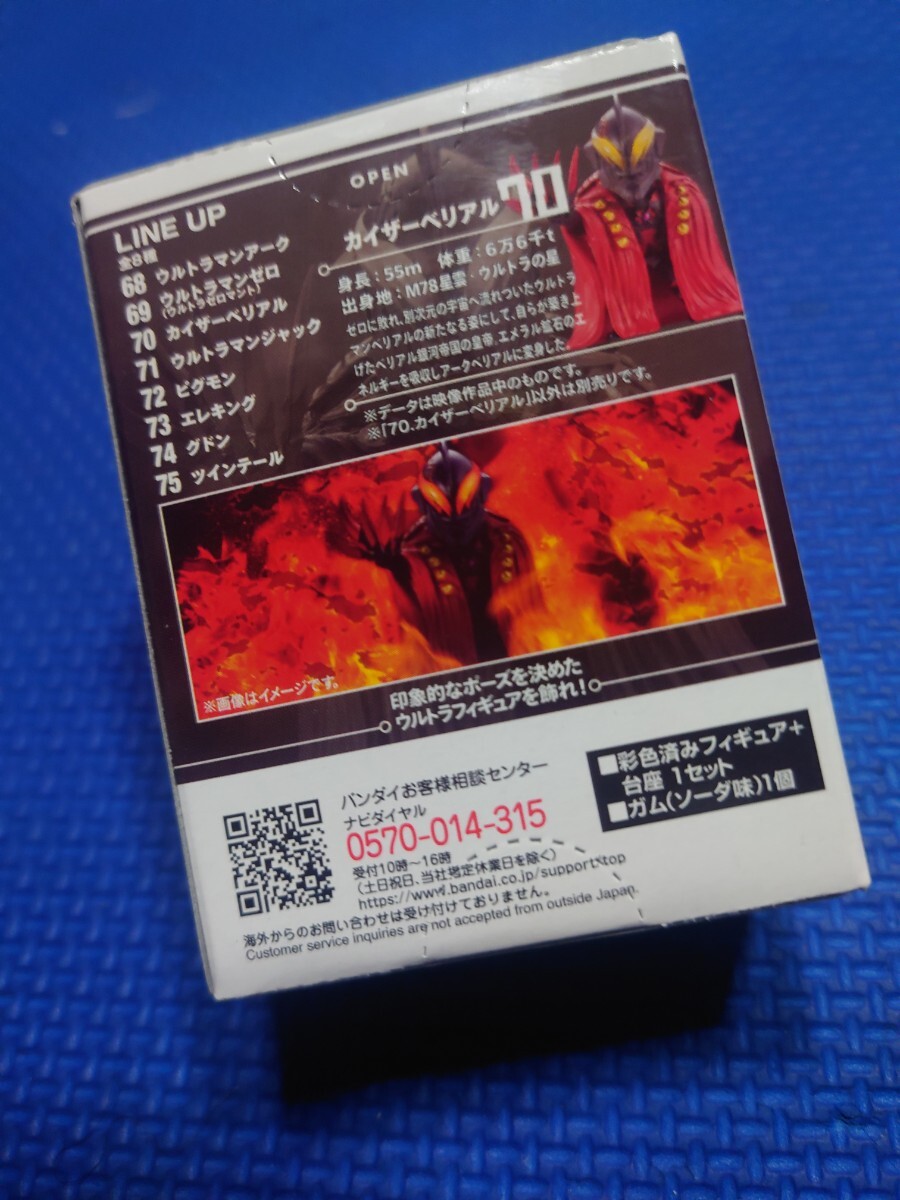 OPEN
LINE UP
全8種
68 ウルトラマンアーク
69 ウルトラマンゼロ
(ウルトラゼロマント)
70 カイザーベリアル
71 ウルトラマンジャック
72 ピグモン
73 エレキング
74 グドン
75 ツインテール
カイザーベリアル 70
身長：55m 体重：6万6千t
出身地：M78星雲・ウルトラの星
ゼロに敗れ、別次元の宇宙へ流れついたウルトラ
マンベリアルの新たなる姿にして、自らが築き上
げたベリアル銀河帝国の皇帝。エメラル鉱石のエ
ネルギーを吸収しアークベリアルに変身した。
※データは映像作品中のものです。
※「70.カイザーベリアル」以外は別売りです。
※画像はイメージです。
印象的なポーズを決めた
ウルトラフィギュアを飾れ！
■彩色済みフィギュア+
台座 1セット
■ガム(ソーダ味)1個
バンダイお客様相談センター
ナビダイヤル
0570-014-315
受付10時～16時
(土日祝日、当社指定休業日を除く)
https://www.bandai.co.jp/support/top
海外からのお問い合わせは受け付けておりません。
Customer service inquiries are not accepted from outside Japan.